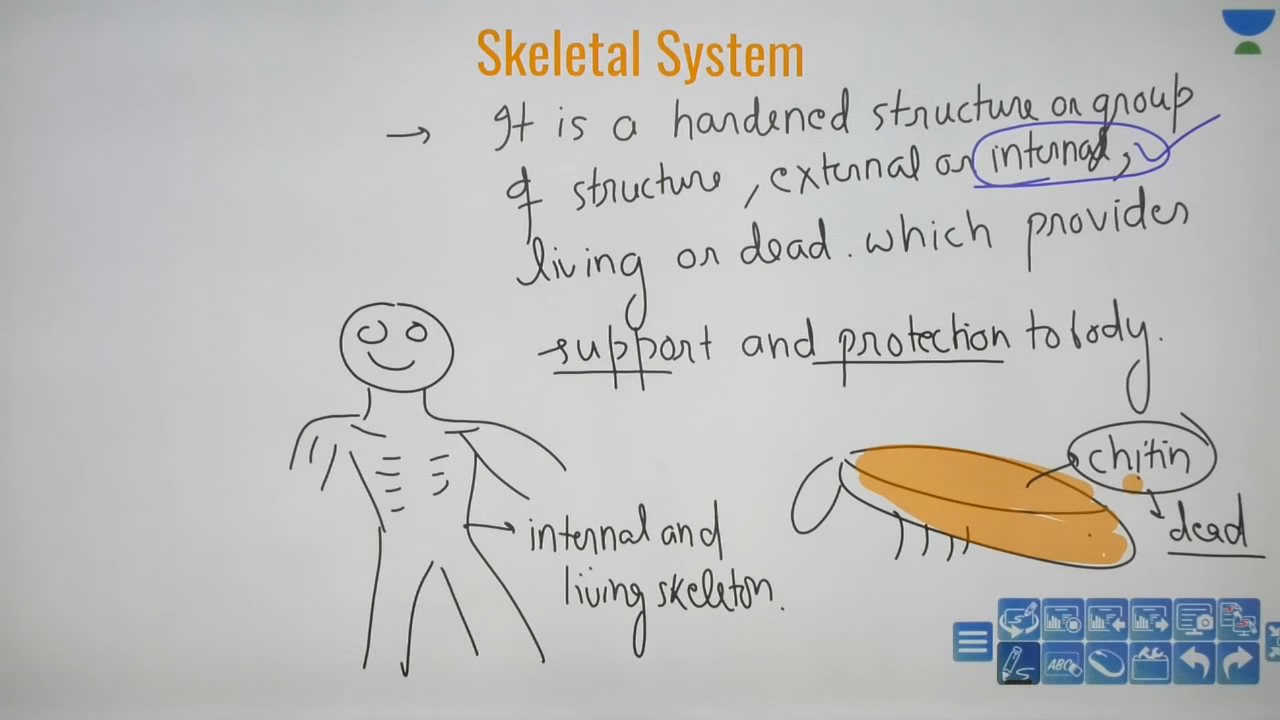 Skeletal System
→ It is a hardened structure or group
of structure, external or internal,
living or dead. which provides
support and protection to body.
chitin
dead
internal and
living skeleton.
ABC